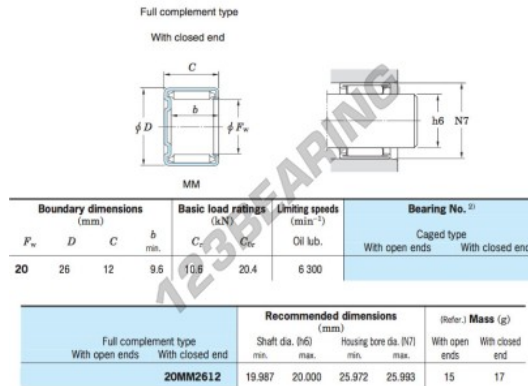 Full complement type
With closed end
C
b
φ D
φ Fw
h6
N7
MM
123BEARING
Boundary dimensions
(mm)
Basic load ratings
(kN)
Limiting speeds
(min⁻¹)
Bearing No. 2)
Fw D C b
min.
Cr C0r
Oil lub.
Caged type
With open ends With closed end
20 26 12 9.6 10.6 20.4 6 300
Full complement type
With open ends With closed end
Recommended dimensions
(mm)
Shaft dia. (h6) Housing bore dia. (N7)
min. max. min. max.
(Refer.) Mass (g)
With open ends
With closed end
20MM2612 19.987 20.000 25.972 25.993 15 17